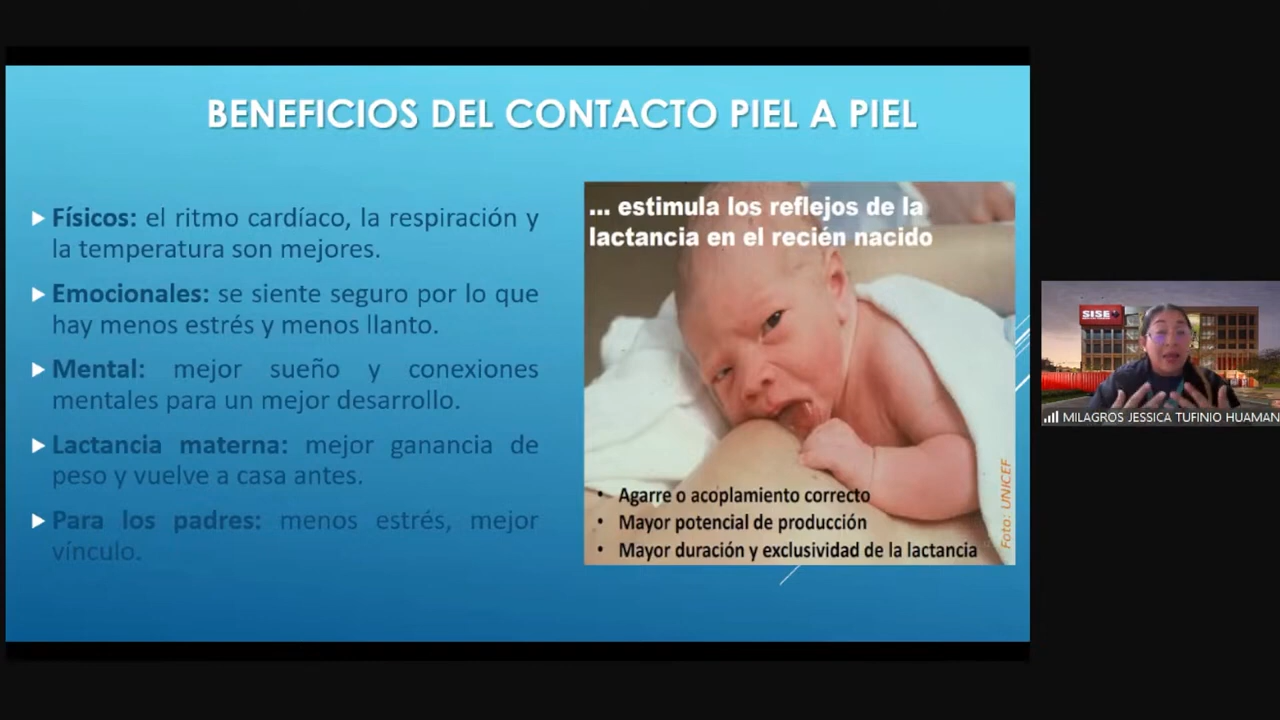 BENEFICIOS DEL CONTACTO PIEL A PIEL
Físicos: el ritmo cardíaco, la respiración y
la temperatura son mejores.
Emocionales: se siente seguro por lo que
hay menos estrés y menos llanto.
Mental: mejor sueño y conexiones
mentales para un mejor desarrollo.
Lactancia materna: mejor ganancia de
peso y vuelve a casa antes.
Para los padres: menos estrés, mejor
vínculo.
... estimula los reflejos de la
lactancia en el recién nacido
• Agarre o acoplamiento correcto
• Mayor potencial de producción
• Mayor duración y exclusividad de la lactancia
Foto: UNICEF
SISE
MILAGROS JESSICA TUFINIO HUAMAN